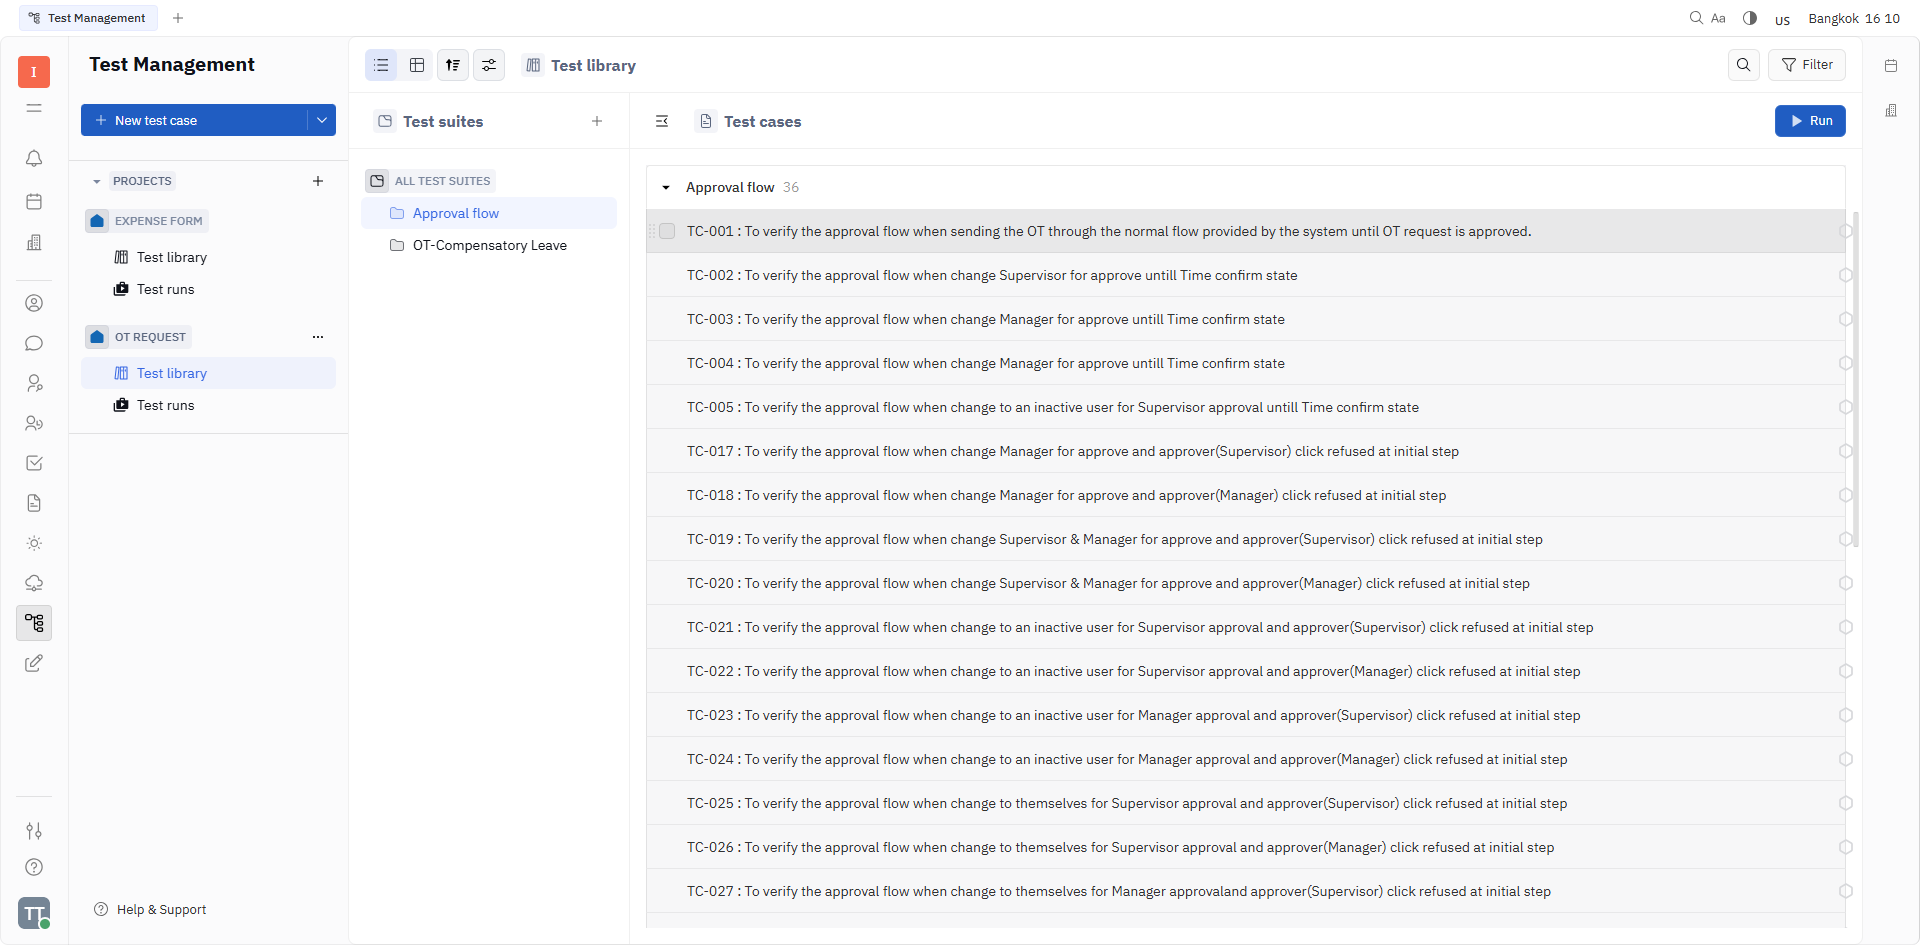 Test Management
Aa
US
Bangkok 16 10
I
Test Management
New test case
PROJECTS
EXPENSE FORM
Test library
Test runs
OT REQUEST
Test library
Test runs
Help & Support
TT
Test library
Filter
Test suites
ALL TEST SUITES
Approval flow
OT-Compensatory Leave
Test cases
Run
Approval flow 36
TC-001 : To verify the approval flow when sending the OT through the normal flow provided by the system until OT request is approved.
TC-002 : To verify the approval flow when change Supervisor for approve untill Time confirm state
TC-003 : To verify the approval flow when change Manager for approve untill Time confirm state
TC-004 : To verify the approval flow when change Manager for approve untill Time confirm state
TC-005 : To verify the approval flow when change to an inactive user for Supervisor approval untill Time confirm state
TC-017 : To verify the approval flow when change Manager for approve and approver(Supervisor) click refused at initial step
TC-018 : To verify the approval flow when change Manager for approve and approver(Manager) click refused at initial step
TC-019 : To verify the approval flow when change Supervisor & Manager for approve and approver(Supervisor) click refused at initial step
TC-020 : To verify the approval flow when change Supervisor & Manager for approve and approver(Manager) click refused at initial step
TC-021 : To verify the approval flow when change to an inactive user for Supervisor approval and approver(Supervisor) click refused at initial step
TC-022 : To verify the approval flow when change to an inactive user for Supervisor approval and approver(Manager) click refused at initial step
TC-023 : To verify the approval flow when change to an inactive user for Manager approval and approver(Supervisor) click refused at initial step
TC-024 : To verify the approval flow when change to an inactive user for Manager approval and approver(Manager) click refused at initial step
TC-025 : To verify the approval flow when change to themselves for Supervisor approval and approver(Supervisor) click refused at initial step
TC-026 : To verify the approval flow when change to themselves for Supervisor approval and approver(Manager) click refused at initial step
TC-027 : To verify the approval flow when change to themselves for Manager approvaland approver(Supervisor) click refused at initial step